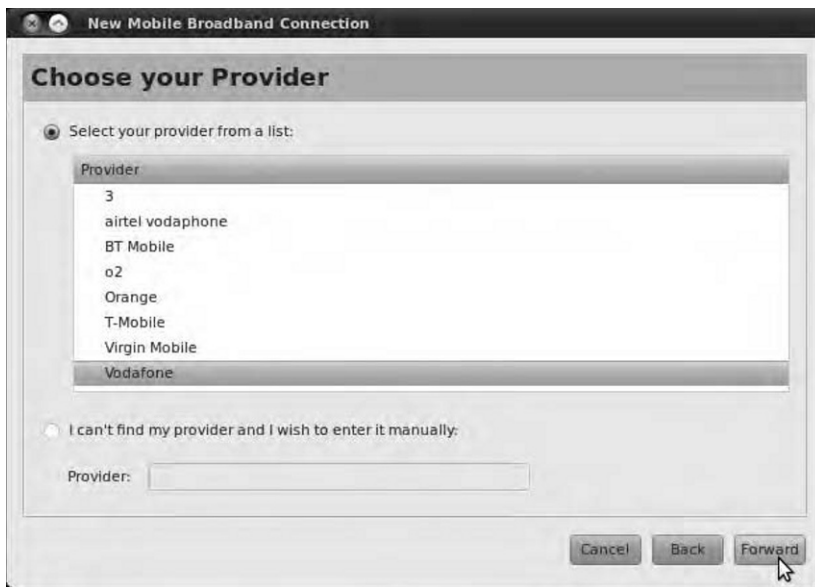 New Mobile Broadband Connection
Choose your Provider
Select your provider from a list:
Provider
3
airtel vodaphone
BT Mobile
o2
Orange
T-Mobile
Virgin Mobile
Vodafone
I can't find my provider and I wish to enter it manually:
Provider:
Cancel Back Forward